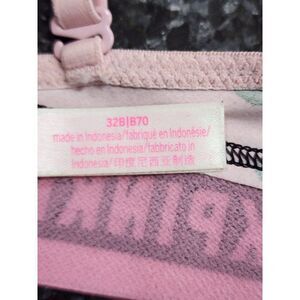 32B|B70
made in Indonesia/fabriqué en Indonésie/
hecho en Indonesia/fabbricato in
Indonesia/印度尼西亚制造
PINK